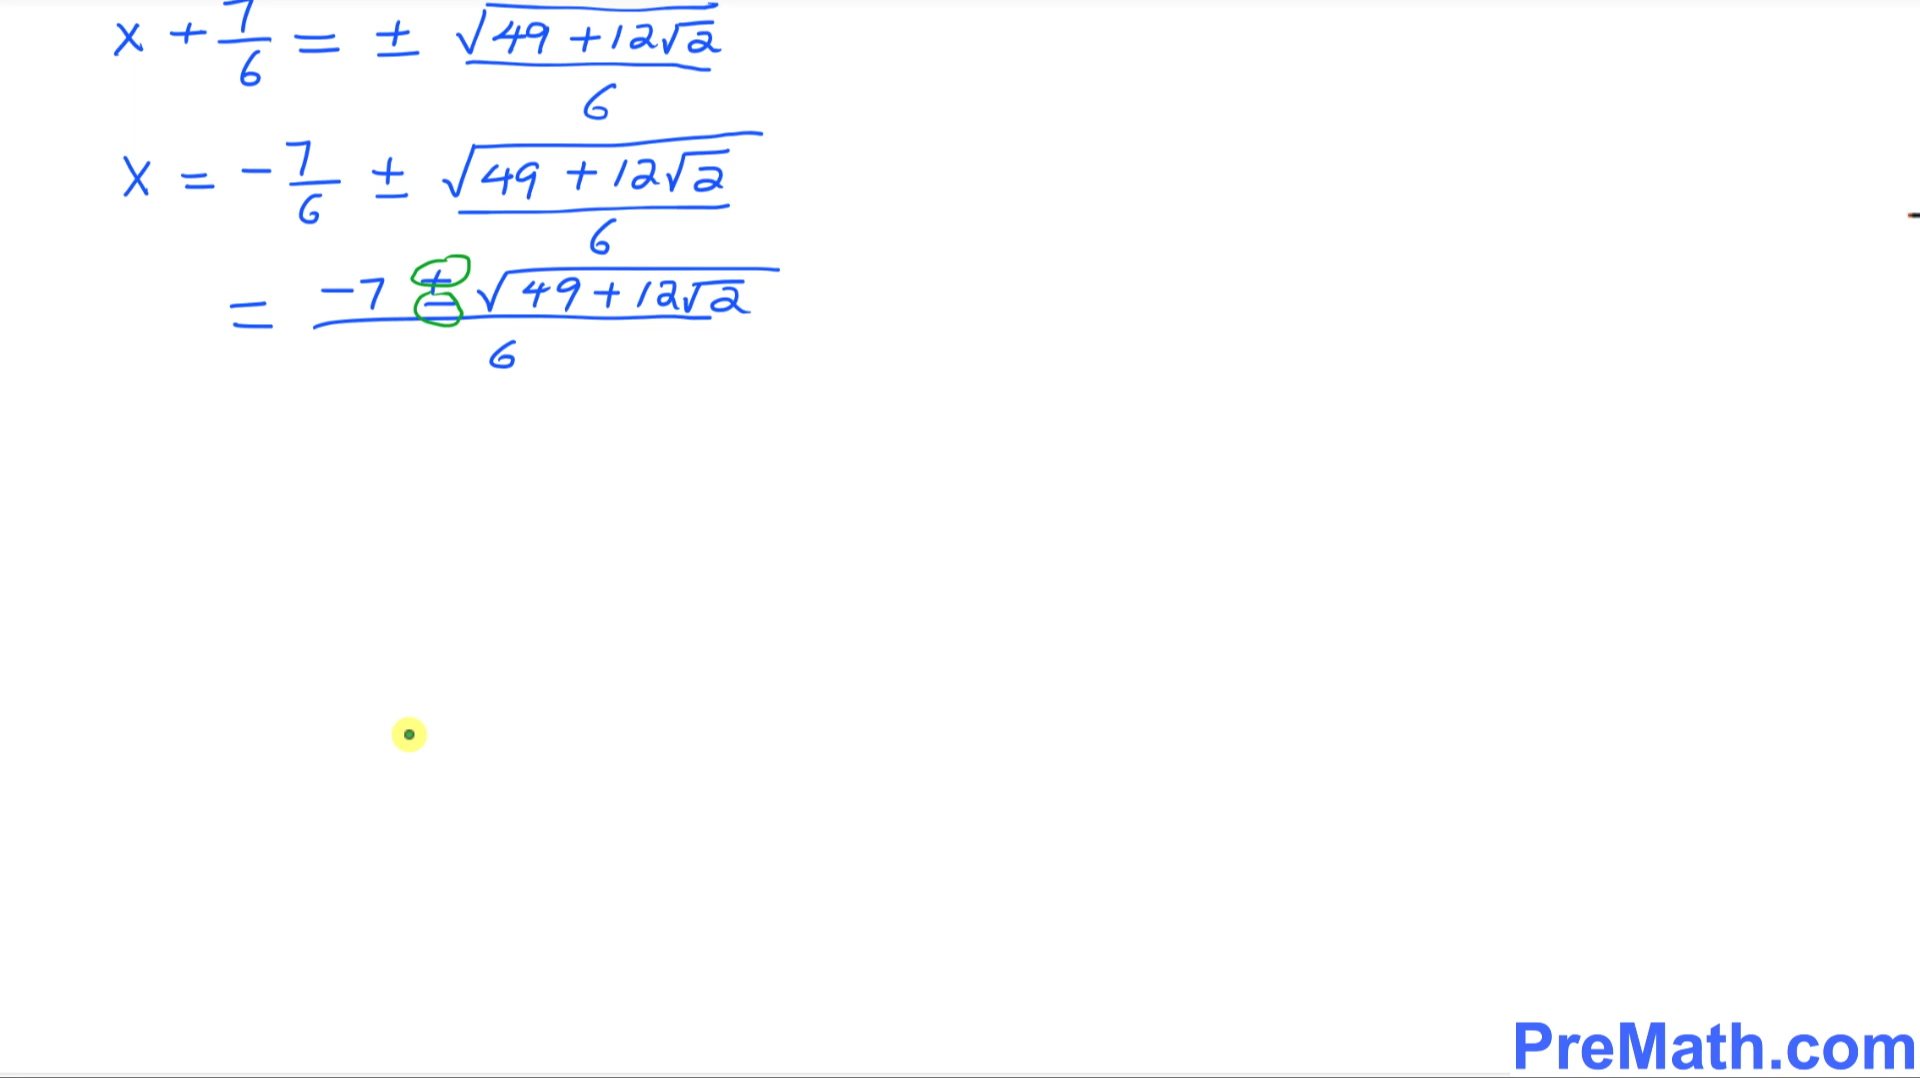 x + 7/6 = ± √(49 + 12√2)/6
x = - 7/6 ± √(49 + 12√2)/6
= (-7 ± √(49 + 12√2))/6
PreMath.com